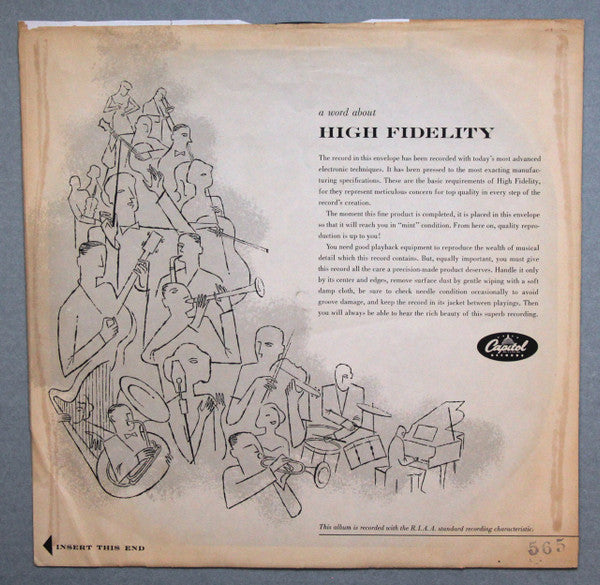 a word about
HIGH FIDELITY
The record in this envelope has been recorded with today's most advanced
electronic techniques. It has been pressed to the most exacting manufac-
turing specifications. These are the basic requirements of High Fidelity,
for they represent meticulous concern for top quality in every step of the
record's creation.
The moment this fine product is completed, it is placed in this envelope
so that it will reach you in "mint" condition. From here on, quality repro-
duction is up to you!
You need good playback equipment to reproduce the wealth of musical
detail which this record contains. But, equally important, you must give
this record all the care a precision-made product deserves. Handle it only
by its center and edges, remove surface dust by gentle wiping with a soft
damp cloth, be sure to check needle condition occasionally to avoid
groove damage, and keep the record in its jacket between playings. Then
you will always be able to hear the rich beauty of this superb recording.
Capitol
RECORDS
This album is recorded with the R.I.A.A. standard recording characteristic.
INSERT THIS END
565